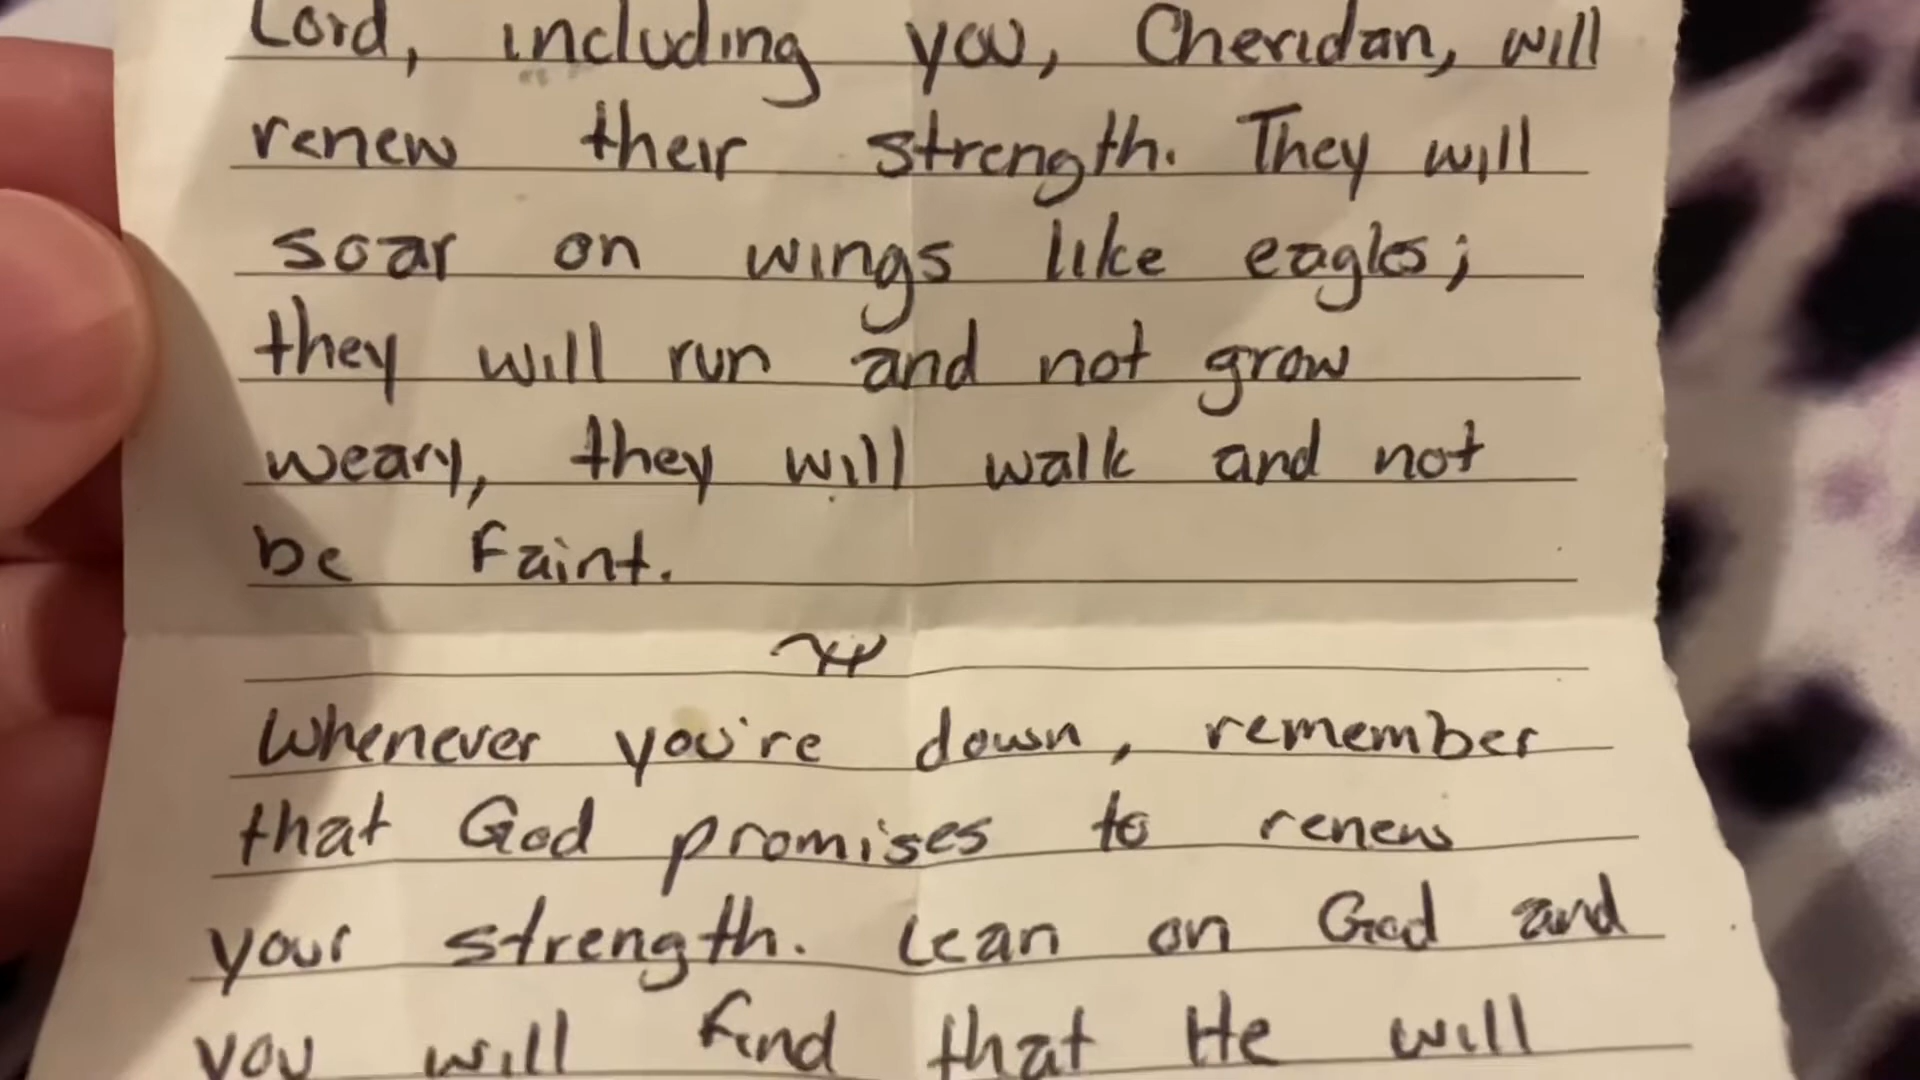 Lord, including you, Cheridan, will
renew their strength. They will
soar on wings like eagles;
they will run and not grow
weary, they will walk and not
be Faint.
Whenever you're down, remember
that God promises to renew
your strength. Lean on God and
you will find that He will